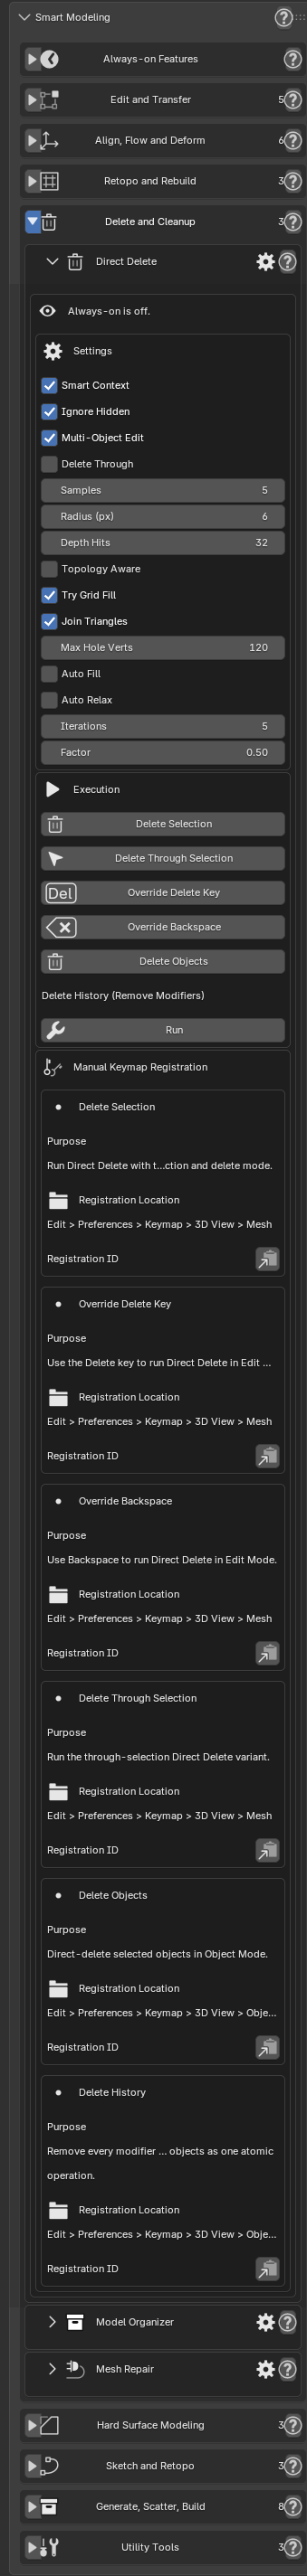 Smart Modeling
Always-on Features
Edit and Transfer 5
Align, Flow and Deform 6
Retopo and Rebuild 3
Delete and Cleanup 3
Direct Delete
Always-on is off.
Settings
Smart Context
Ignore Hidden
Multi-Object Edit
Delete Through
Samples 5
Radius (px) 6
Depth Hits 32
Topology Aware
Try Grid Fill
Join Triangles
Max Hole Verts 120
Auto Fill
Auto Relax
Iterations 5
Factor 0.50
Execution
Delete Selection
Delete Through Selection
Del Override Delete Key
Override Backspace
Delete Objects
Delete History (Remove Modifiers)
Run
Manual Keymap Registration
Delete Selection
Purpose
Run Direct Delete with t...ction and delete mode.
Registration Location
Edit > Preferences > Keymap > 3D View > Mesh
Registration ID
Override Delete Key
Purpose
Use the Delete key to run Direct Delete in Edit ...
Registration Location
Edit > Preferences > Keymap > 3D View > Mesh
Registration ID
Override Backspace
Purpose
Use Backspace to run Direct Delete in Edit Mode.
Registration Location
Edit > Preferences > Keymap > 3D View > Mesh
Registration ID
Delete Through Selection
Purpose
Run the through-selection Direct Delete variant.
Registration Location
Edit > Preferences > Keymap > 3D View > Mesh
Registration ID
Delete Objects
Purpose
Direct-delete selected objects in Object Mode.
Registration Location
Edit > Preferences > Keymap > 3D View > Obje...
Registration ID
Delete History
Purpose
Remove every modifier ... objects as one atomic
operation.
Registration Location
Edit > Preferences > Keymap > 3D View > Obje...
Registration ID
Model Organizer
Mesh Repair
Hard Surface Modeling 3
Sketch and Retopo 3
Generate, Scatter, Build 8
Utility Tools 3